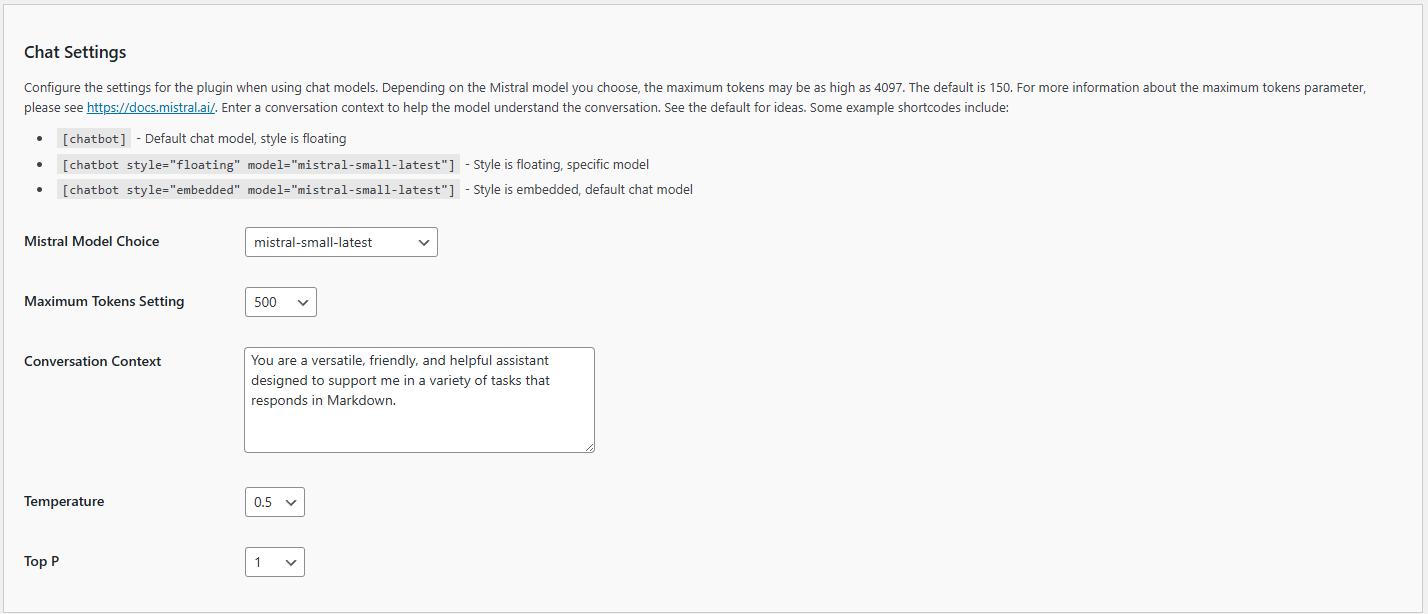 Chat Settings
Configure the settings for the plugin when using chat models. Depending on the Mistral model you choose, the maximum tokens may be as high as 4097. The default is 150. For more information about the maximum tokens parameter,
please see https://docs.mistral.ai/. Enter a conversation context to help the model understand the conversation. See the default for ideas. Some example shortcodes include:
• [chatbot] - Default chat model, style is floating
• [chatbot style="floating" model="mistral-small-latest"] - Style is floating, specific model
• [chatbot style="embedded" model="mistral-small-latest"] - Style is embedded, default chat model
Mistral Model Choice mistral-small-latest
Maximum Tokens Setting 500
Conversation Context You are a versatile, friendly, and helpful assistant
designed to support me in a variety of tasks that
responds in Markdown.
Temperature 0.5
Top P 1